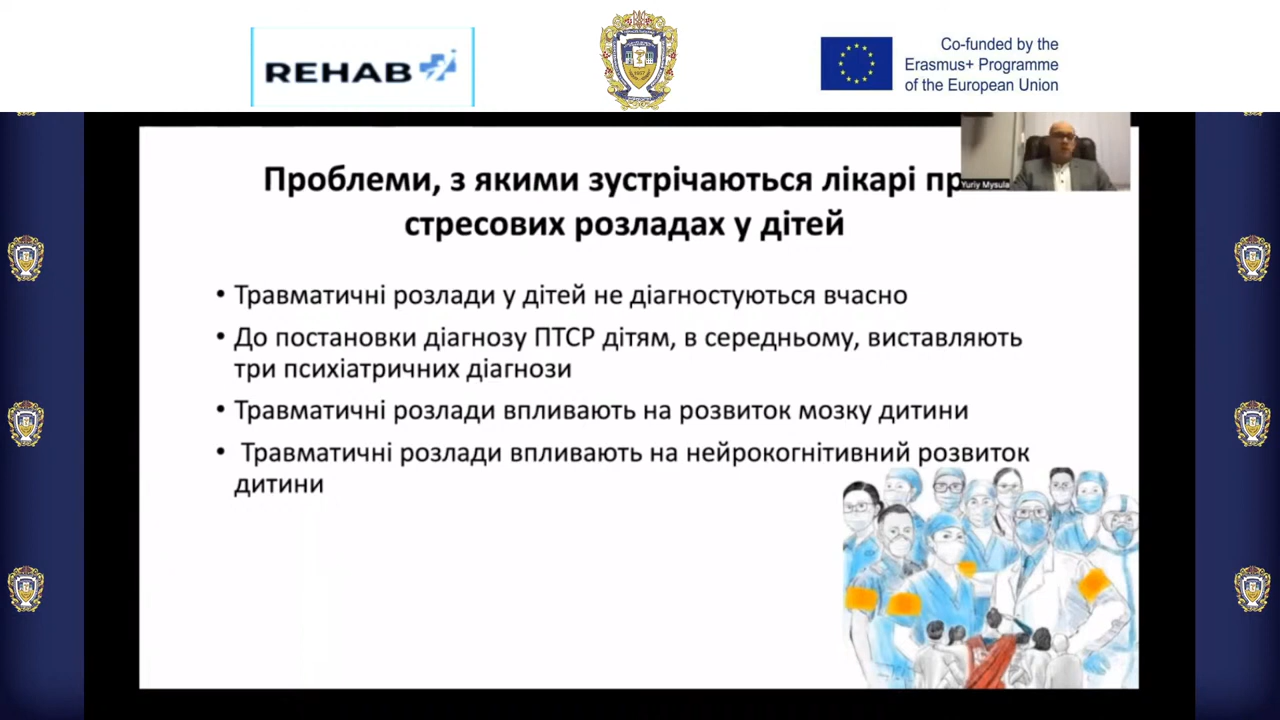 REHAB
Co-funded by the
Erasmus+ Programme
of the European Union
Yuriy Mysula
Проблеми, з якими зустрічаються лікарі пр
стресових розладах у дітей
• Травматичні розлади у дітей не діагностуються вчасно
• До постановки діагнозу ПТСР дітям, в середньому, виставляють
три психіатричних діагнози
• Травматичні розлади впливають на розвиток мозку дитини
• Травматичні розлади впливають на нейрокогнітивний розвиток
дитини